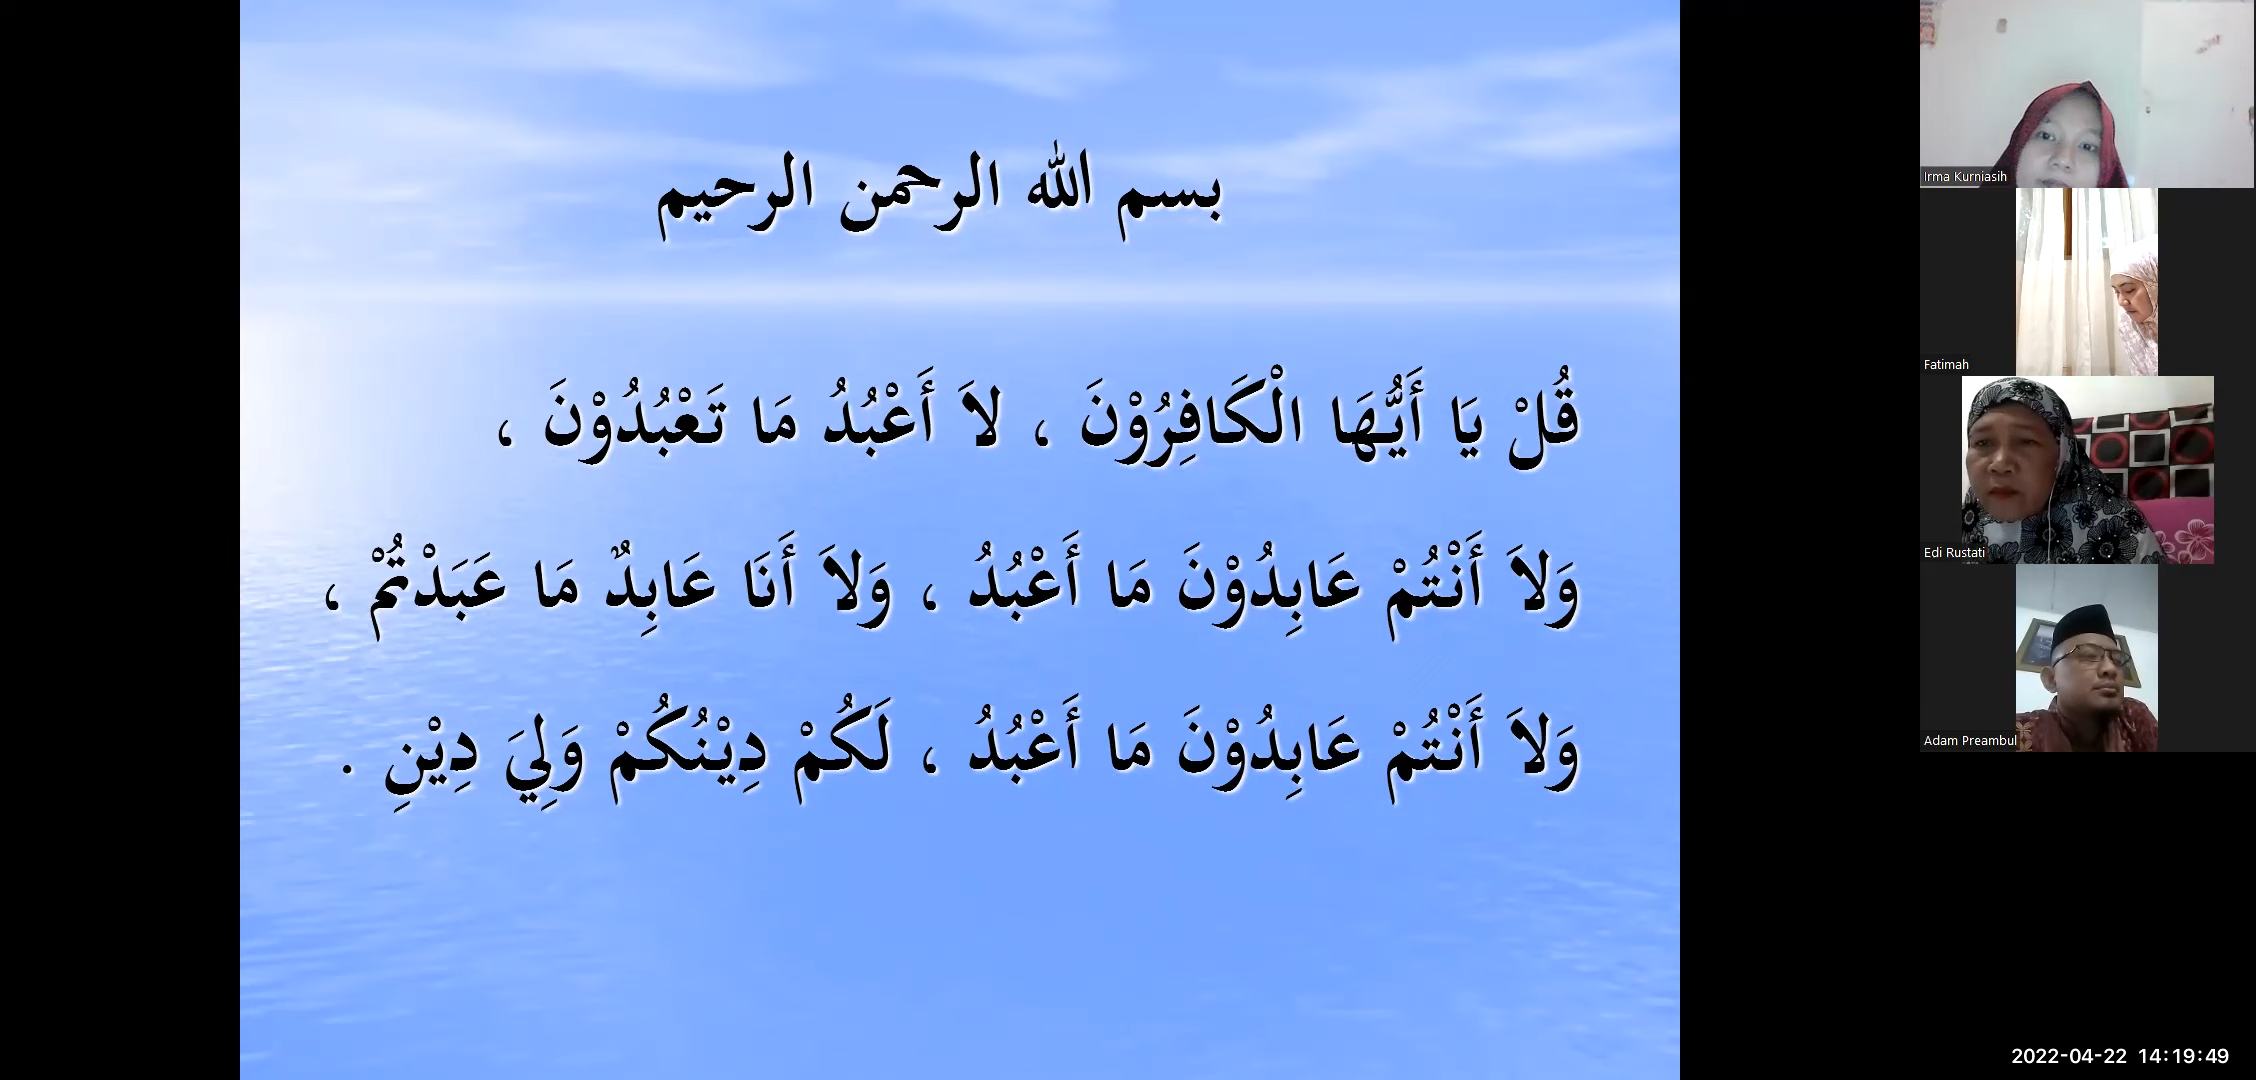 بسم الله الرحمن الرحيم
قُلْ يَا أَيُّهَا الْكَافِرُوْنَ ، لاَ أَعْبُدُ مَا تَعْبُدُوْنَ ،
وَلاَ أَنْتُمْ عَابِدُوْنَ مَا أَعْبُدُ ، وَلاَ أَنَا عَابِدٌ مَا عَبَدْتُمْ ،
وَلاَ أَنْتُمْ عَابِدُوْنَ مَا أَعْبُدُ ، لَكُمْ دِيْنُكُمْ وَلِيَ دِيْنِ .
Irma Kurniasih
Fatimah
Edi Rustati
Adam Preambul
2022-04-22 14:19:49